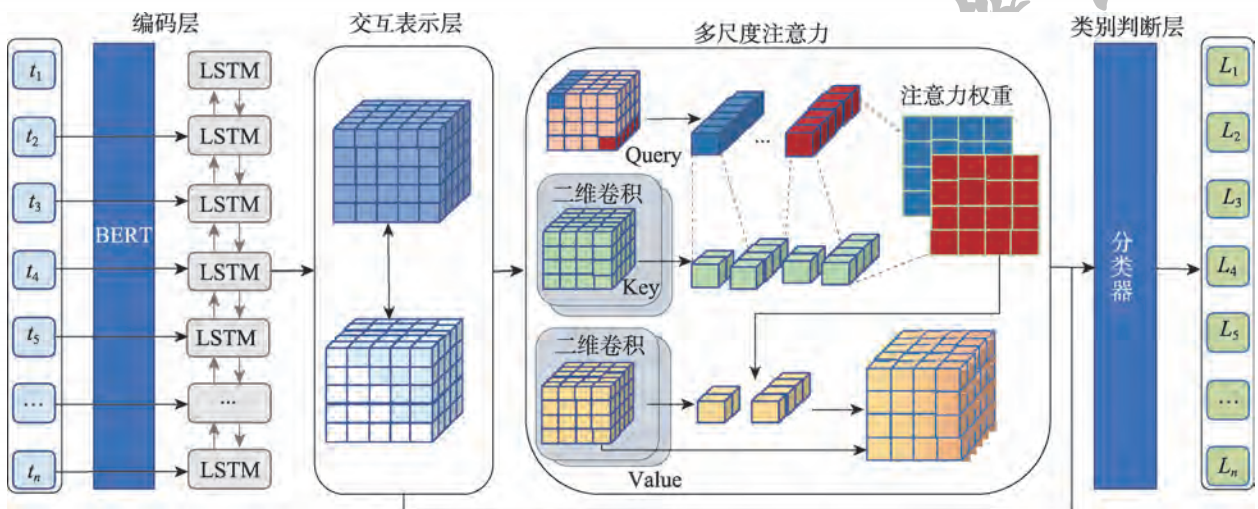 编码层
交互表示层
多尺度注意力
类别判断层
t1
t2
t3
t4
t5
…
tn
BERT
LSTM
LSTM
LSTM
LSTM
LSTM
…
LSTM
Query
…
注意力权重
二维卷积
Key
二维卷积
Value
分类器
L1
L2
L3
L4
L5
…
Ln